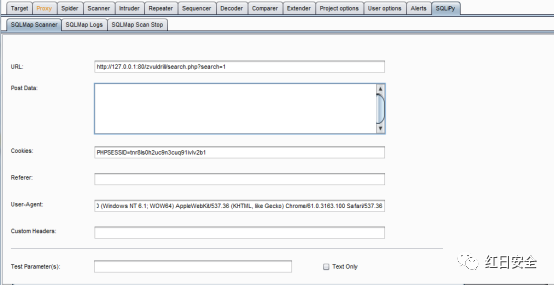 Target Proxy Spider Scanner Intruder Repeater Sequencer Decoder Comparer Extender Project options User options Alerts SQLiPy
SQLMap Scanner SQLMap Logs SQLMap Scan Stop
URL: http://127.0.0.1:80/zvuldrill/search.php?search=1
Post Data:
Cookies: PHPSESSID=tnr8ls0h2uc9n3cuq91ivlv2b1
Referer:
User-Agent: (Windows NT 6.1; WOW64) AppleWebKit/537.36 (KHTML, like Gecko) Chrome/61.0.3163.100 Safari/537.36
Custom Headers:
Test Parameter(s): Text Only
红日安全